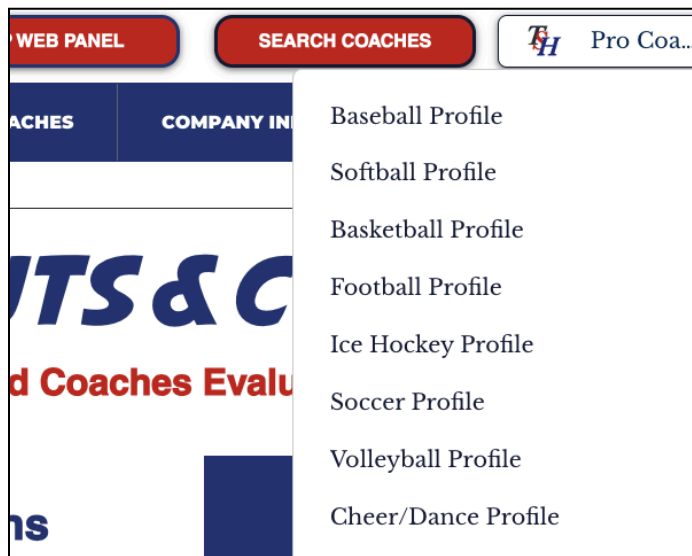 WEB PANEL
SEARCH COACHES
TSH Pro Coa...
ACHES
COMPANY IN
Baseball Profile
Softball Profile
Basketball Profile
Football Profile
Ice Hockey Profile
Soccer Profile
Volleyball Profile
Cheer/Dance Profile
UTS & C
d Coaches Evalu
ns